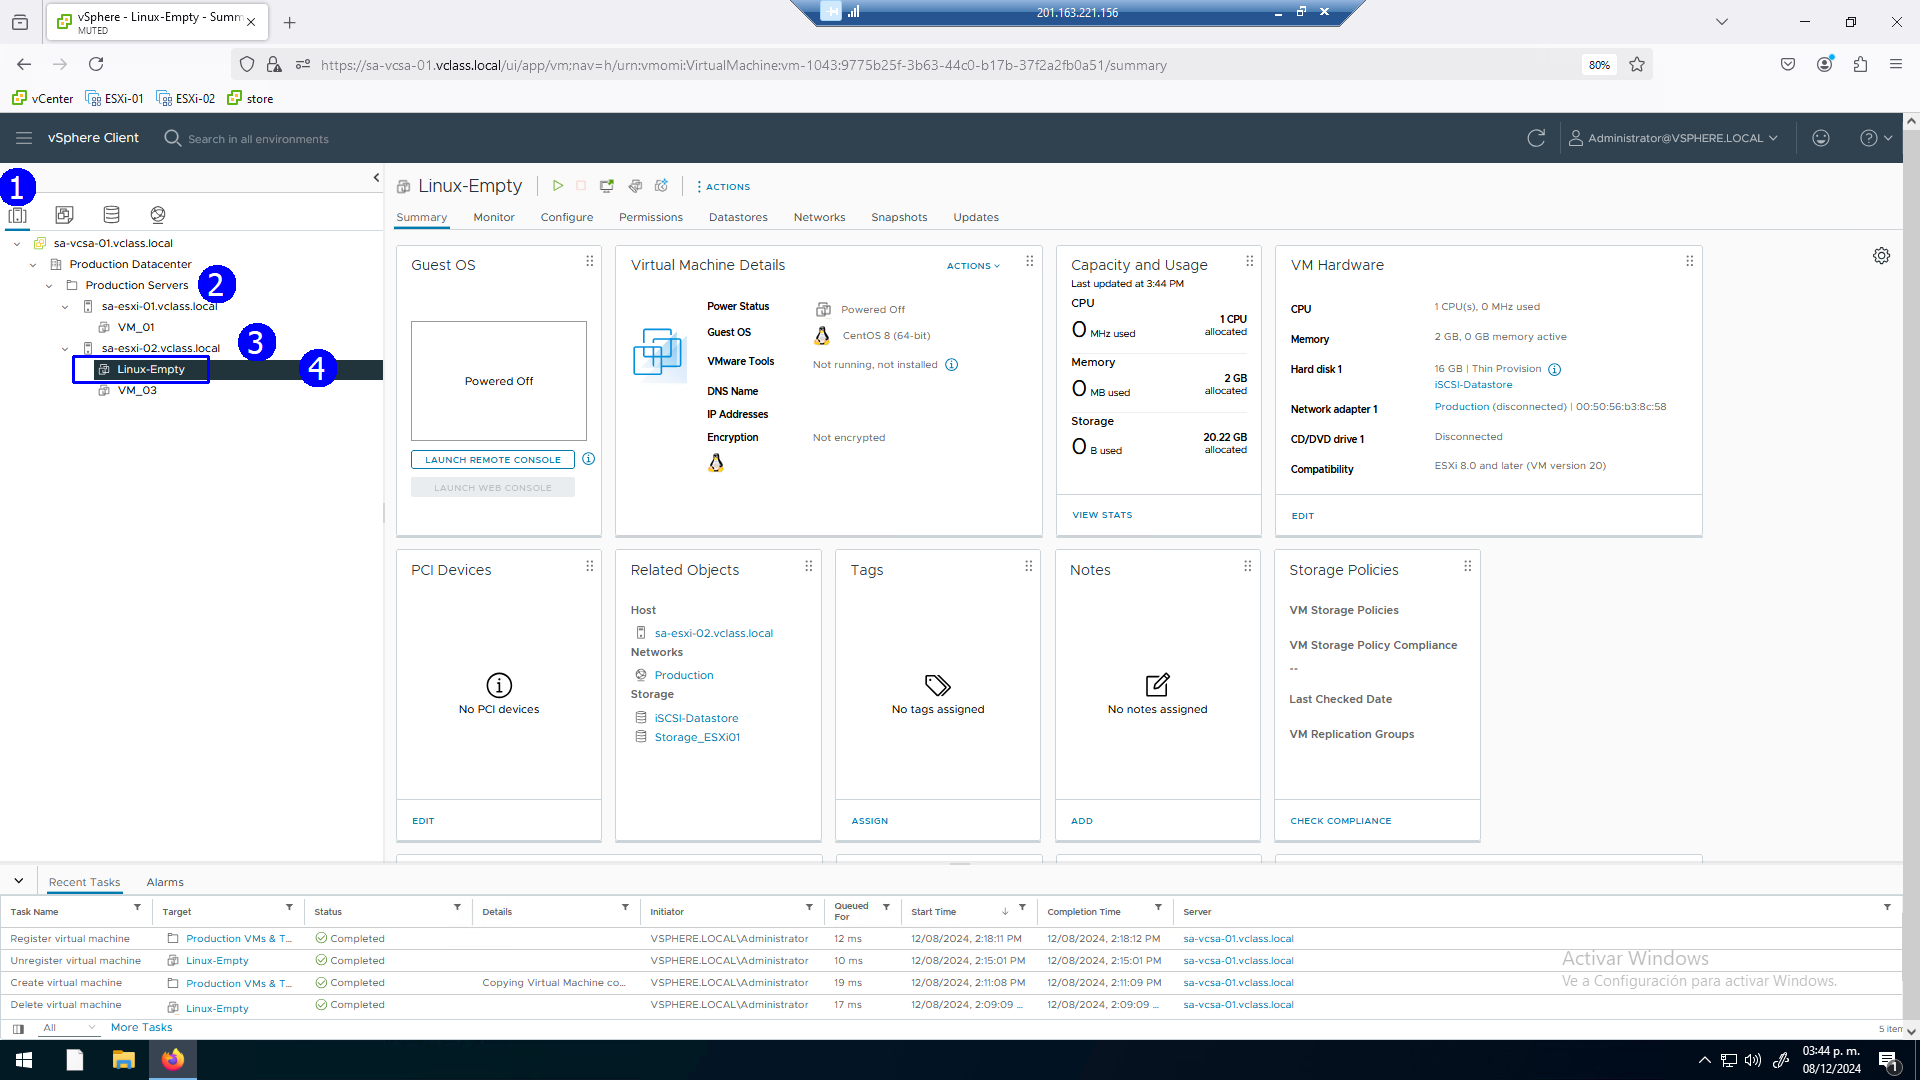 vSphere - Linux-Empty - Summ
MUTED
201.163.221.156
https://sa-vcsa-01.vclass.local/ui/app/vm;nav=h/urn:vmomi:VirtualMachine:vm-1043:9775b25f-3b63-44c0-b17b-37f2a2fb0a51/summary
80%
vCenter ESXi-01 ESXi-02 store
vSphere Client
Search in all environments
Administrator@VSPHERE.LOCAL
1
sa-vcsa-01.vclass.local
Production Datacenter
Production Servers
2
sa-esxi-01.vclass.local
VM_01
sa-esxi-02.vclass.local
3
Linux-Empty
4
VM_03
Linux-Empty
ACTIONS
Summary Monitor Configure Permissions Datastores Networks Snapshots Updates
Guest OS
Powered Off
LAUNCH REMOTE CONSOLE
LAUNCH WEB CONSOLE
Virtual Machine Details
ACTIONS
Power Status Powered Off
Guest OS CentOS 8 (64-bit)
VMware Tools Not running, not installed
DNS Name
IP Addresses
Encryption Not encrypted
Capacity and Usage
Last updated at 3:44 PM
CPU
0 MHz used
1 CPU
allocated
Memory
0 MB used
2 GB
allocated
Storage
0 B used
20.22 GB
allocated
VIEW STATS
VM Hardware
CPU 1 CPU(s), 0 MHz used
Memory 2 GB, 0 GB memory active
Hard disk 1 16 GB | Thin Provision
iSCSI-Datastore
Network adapter 1 Production (disconnected) | 00:50:56:b3:8c:58
CD/DVD drive 1 Disconnected
Compatibility ESXi 8.0 and later (VM version 20)
EDIT
PCI Devices
No PCI devices
EDIT
Related Objects
Host
sa-esxi-02.vclass.local
Networks
Production
Storage
iSCSI-Datastore
Storage_ESXi01
Tags
No tags assigned
ASSIGN
Notes
No notes assigned
ADD
Storage Policies
VM Storage Policies
VM Storage Policy Compliance
--
Last Checked Date
VM Replication Groups
CHECK COMPLIANCE
Recent Tasks Alarms
Task Name Target Status Details Initiator Queued For Start Time Completion Time Server
Register virtual machine Production VMs & T... Completed VSPHERE.LOCAL\Administrator 12 ms 12/08/2024, 2:18:11 PM 12/08/2024, 2:18:12 PM sa-vcsa-01.vclass.local
Unregister virtual machine Linux-Empty Completed VSPHERE.LOCAL\Administrator 10 ms 12/08/2024, 2:15:01 PM 12/08/2024, 2:15:01 PM sa-vcsa-01.vclass.local
Create virtual machine Production VMs & T... Completed Copying Virtual Machine co... VSPHERE.LOCAL\Administrator 19 ms 12/08/2024, 2:11:08 PM 12/08/2024, 2:11:09 PM sa-vcsa-01.vclass.local
Delete virtual machine Linux-Empty Completed VSPHERE.LOCAL\Administrator 17 ms 12/08/2024, 2:09:09 ... 12/08/2024, 2:09:09 ... sa-vcsa-01.vclass.local
Activar Windows
Ve a Configuración para activar Windows.
All More Tasks
5 item
03:44 p. m.
08/12/2024
1